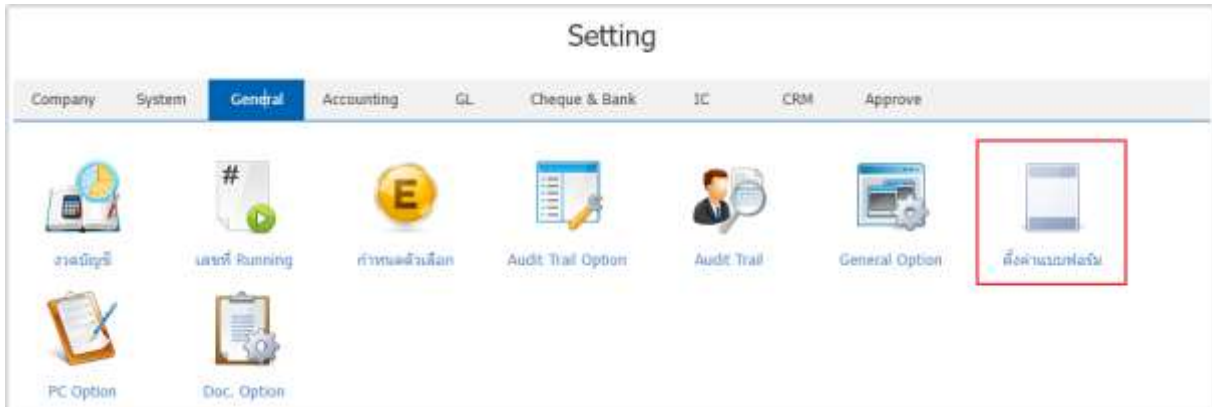 Setting
Company System General Accounting GL Cheque & Bank IC CRM Approve
#
E
งวดบัญชี เลขที่ Running กำหนดตัวเลือก Audit Trail Option Audit Trail General Option ตั้งค่าแบบฟอร์ม
PC Option Doc. Option